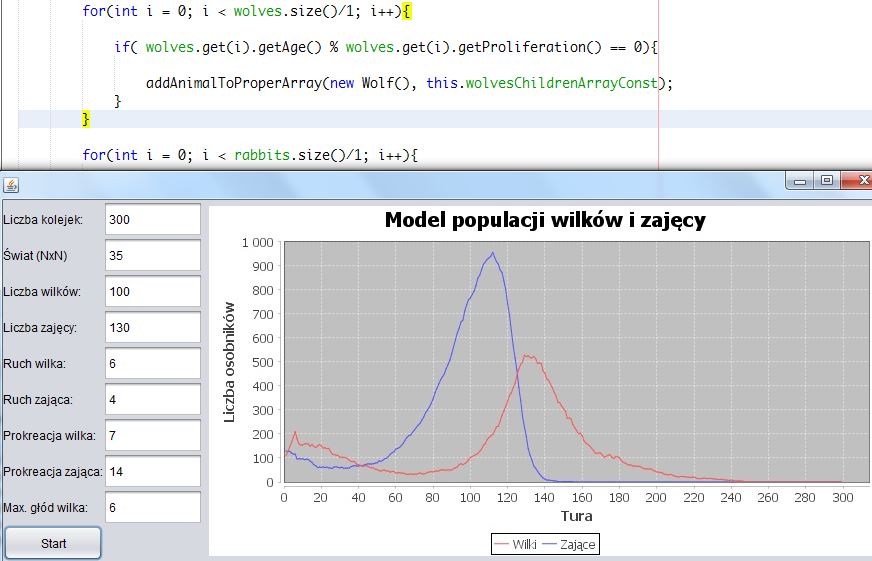 for(int i = 0; i < wolves.size()/1; i++){
if( wolves.get(i).getAge() % wolves.get(i).getProliferation() == 0){
addAnimalToProperArray(new Wolf(), this.wolvesChildrenArrayConst);
}
}
for(int i = 0; i < rabbits.size()/1; i++){
Liczba kolejek: 300
Świat (NxN) 35
Liczba wilków: 100
Liczba zajęcy: 130
Ruch wilka: 6
Ruch zająca: 4
Prokreacja wilka: 7
Prokreacja zająca: 14
Max. głód wilka: 6
Start
Model populacji wilków i zajęcy
Liczba osobników
1 000
900
800
700
600
500
400
300
200
100
0
0 20 40 60 80 100 120 140 160 180 200 220 240 260 280 300
Tura
Wilki Zające